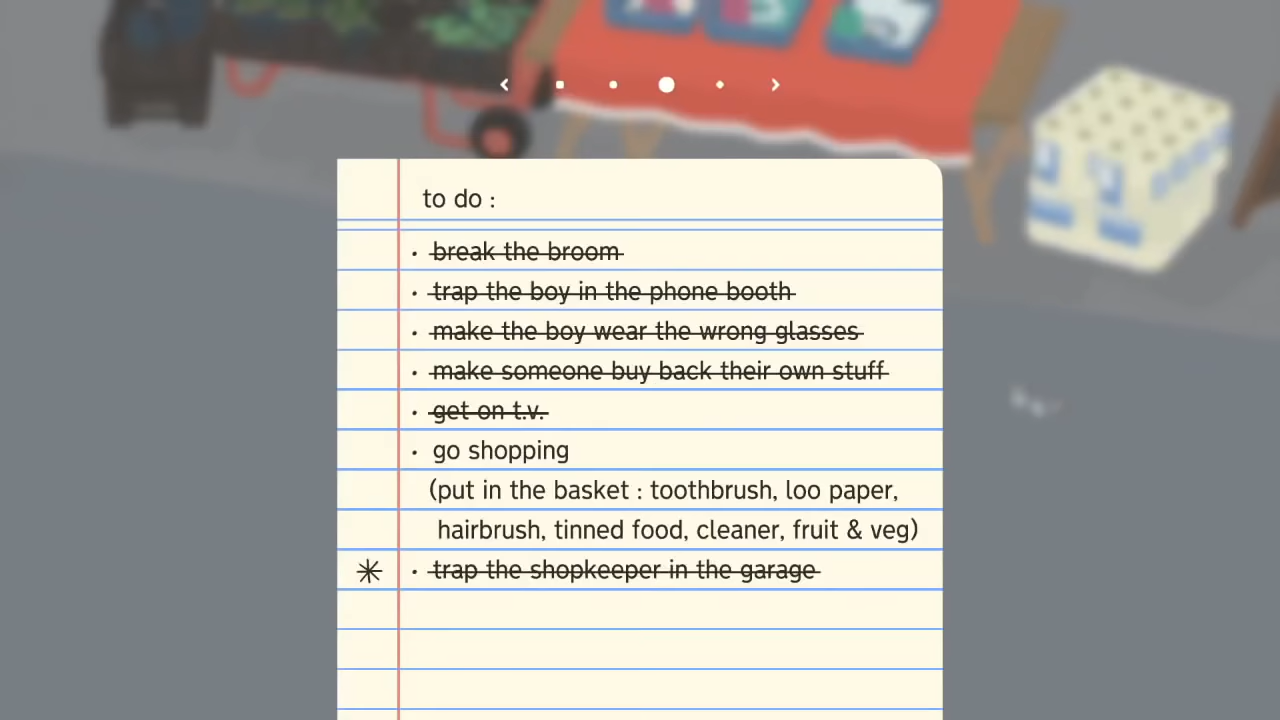 to do :
· break the broom
· trap the boy in the phone booth
· make the boy wear the wrong glasses
· make someone buy back their own stuff
· get on t.v.
· go shopping
(put in the basket : toothbrush, loo paper,
hairbrush, tinned food, cleaner, fruit & veg)
· trap the shopkeeper in the garage